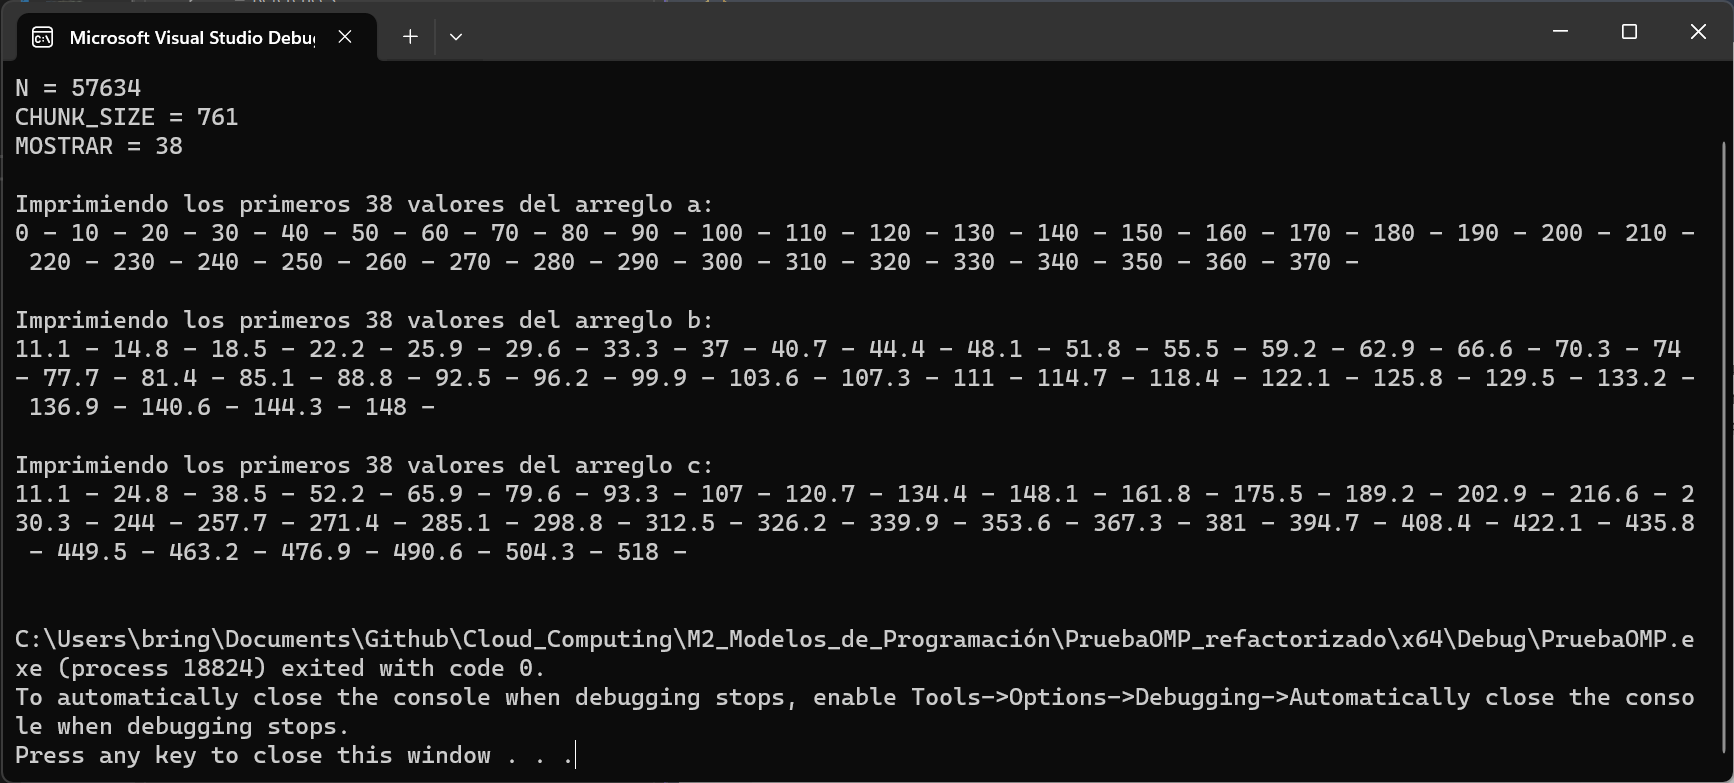 Microsoft Visual Studio Debug
N = 57634
CHUNK_SIZE = 761
MOSTRAR = 38
Imprimiendo los primeros 38 valores del arreglo a:
0 - 10 - 20 - 30 - 40 - 50 - 60 - 70 - 80 - 90 - 100 - 110 - 120 - 130 - 140 - 150 - 160 - 170 - 180 - 190 - 200 - 210 -
220 - 230 - 240 - 250 - 260 - 270 - 280 - 290 - 300 - 310 - 320 - 330 - 340 - 350 - 360 - 370 -
Imprimiendo los primeros 38 valores del arreglo b:
11.1 - 14.8 - 18.5 - 22.2 - 25.9 - 29.6 - 33.3 - 37 - 40.7 - 44.4 - 48.1 - 51.8 - 55.5 - 59.2 - 62.9 - 66.6 - 70.3 - 74
- 77.7 - 81.4 - 85.1 - 88.8 - 92.5 - 96.2 - 99.9 - 103.6 - 107.3 - 111 - 114.7 - 118.4 - 122.1 - 125.8 - 129.5 - 133.2 -
136.9 - 140.6 - 144.3 - 148 -
Imprimiendo los primeros 38 valores del arreglo c:
11.1 - 24.8 - 38.5 - 52.2 - 65.9 - 79.6 - 93.3 - 107 - 120.7 - 134.4 - 148.1 - 161.8 - 175.5 - 189.2 - 202.9 - 216.6 - 2
30.3 - 244 - 257.7 - 271.4 - 285.1 - 298.8 - 312.5 - 326.2 - 339.9 - 353.6 - 367.3 - 381 - 394.7 - 408.4 - 422.1 - 435.8
- 449.5 - 463.2 - 476.9 - 490.6 - 504.3 - 518 -
C:\Users\bring\Documents\Github\Cloud_Computing\M2_Modelos_de_Programación\PruebaOMP_refactorizado\x64\Debug\PruebaOMP.e
xe (process 18824) exited with code 0.
To automatically close the console when debugging stops, enable Tools->Options->Debugging->Automatically close the conso
le when debugging stops.
Press any key to close this window . . .